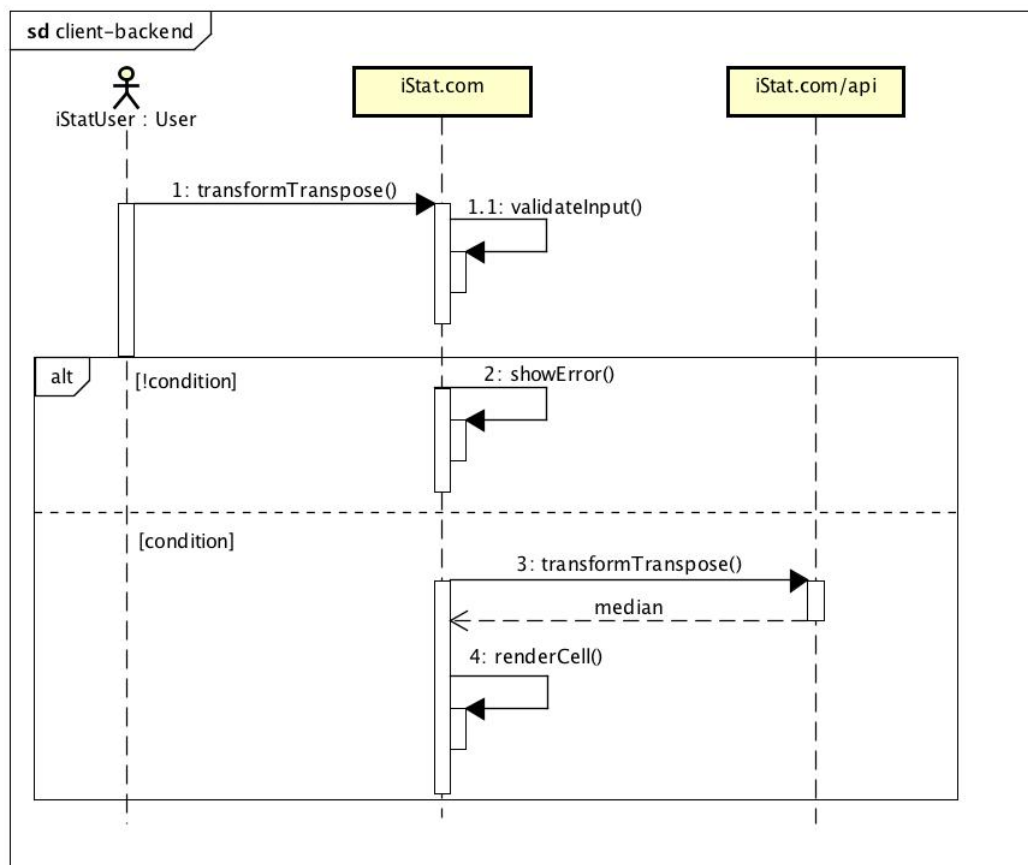 sd client-backend
iStat.com
iStat.com/api
iStatUser : User
1: transformTranspose()
1.1: validateInput()
alt
[!condition]
2: showError()
[condition]
3: transformTranspose()
median
4: renderCell()